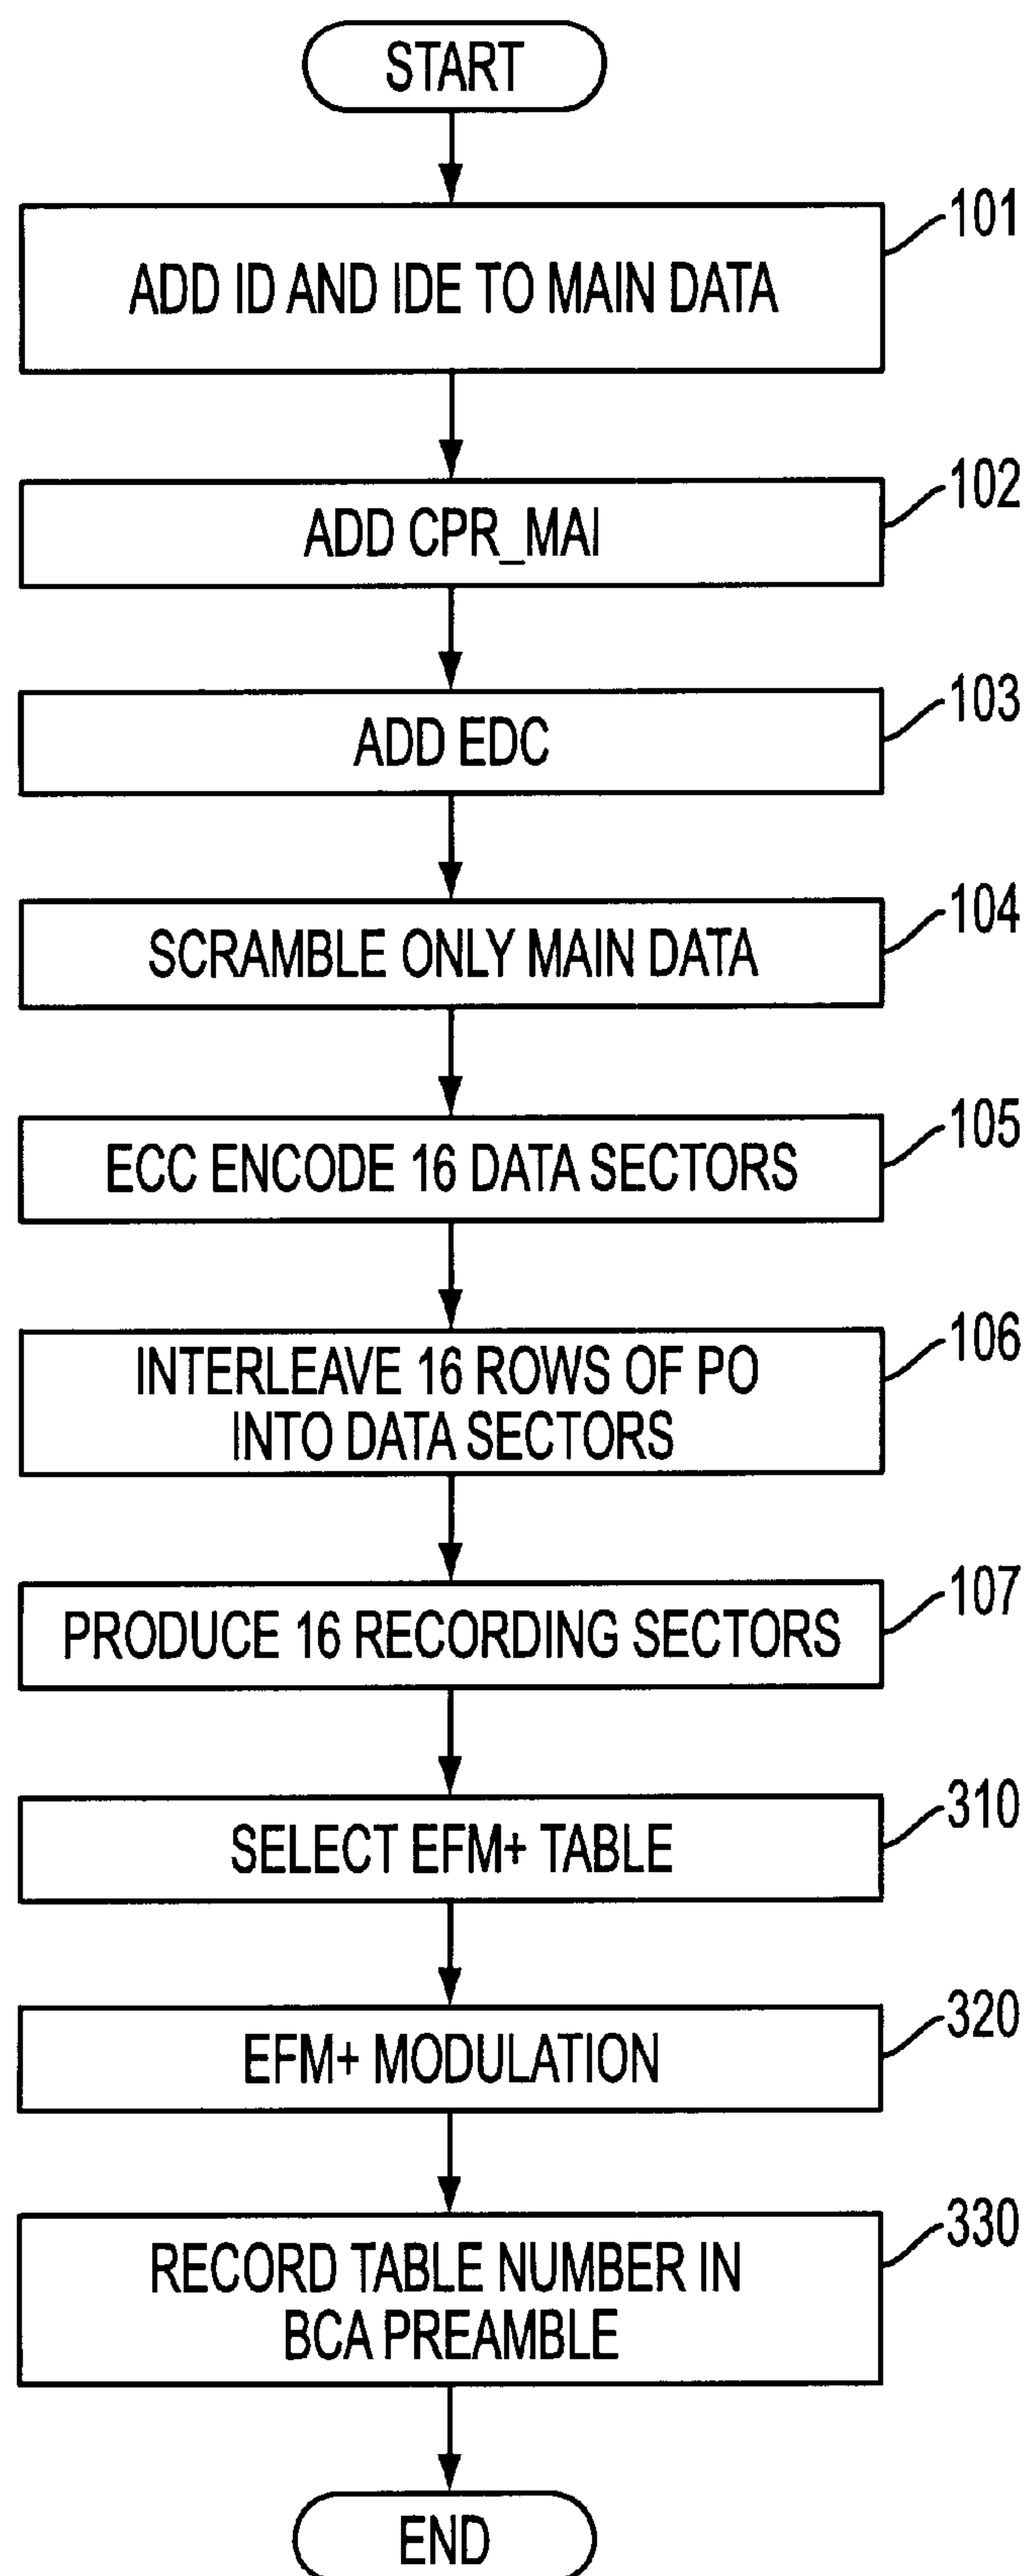 START
101
ADD ID AND IDE TO MAIN DATA
102
ADD CPR_MAI
103
ADD EDC
104
SCRAMBLE ONLY MAIN DATA
105
ECC ENCODE 16 DATA SECTORS
106
INTERLEAVE 16 ROWS OF PO
INTO DATA SECTORS
107
PRODUCE 16 RECORDING SECTORS
310
SELECT EFM+ TABLE
320
EFM+ MODULATION
330
RECORD TABLE NUMBER IN
BCA PREAMBLE
END